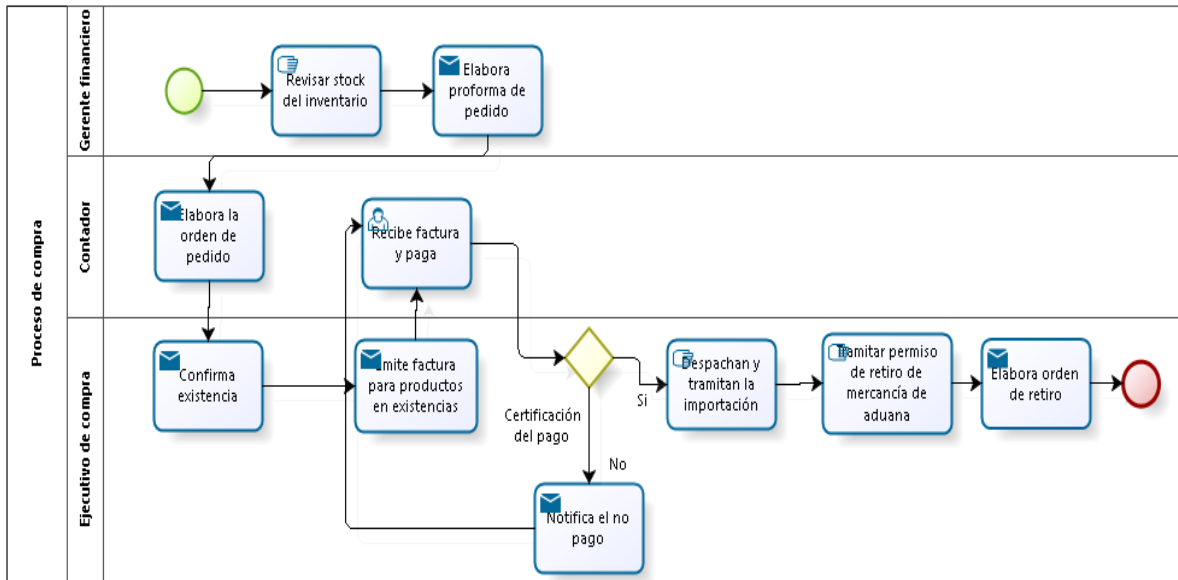 Proceso de compra
Gerente financiero
Revisar stock
del inventario
Elabora
proforma de
pedido
Contador
Elabora la
orden de
pedido
Recibe factura
y paga
Ejecutivo de compra
Confirma
existencia
Emite factura
para productos
en existencias
Certificación
del pago
Si
No
Notifica el no
pago
Despachan y
tramitan la
importación
Tramitar permiso
de retiro de
mercancía de
aduana
Elabora orden
de retiro